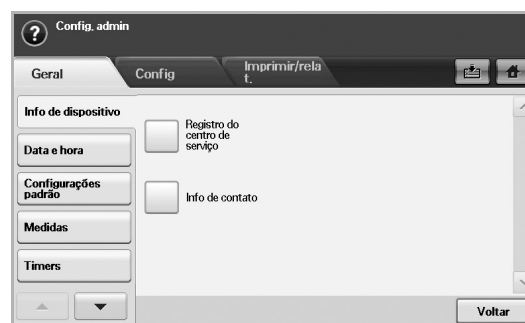 Config. admin
Geral
Config
Imprimir/rela
t.
Info de dispositivo
Data e hora
Configurações
padrão
Medidas
Timers
Registro do
centro de
serviço
Info de contato
Voltar